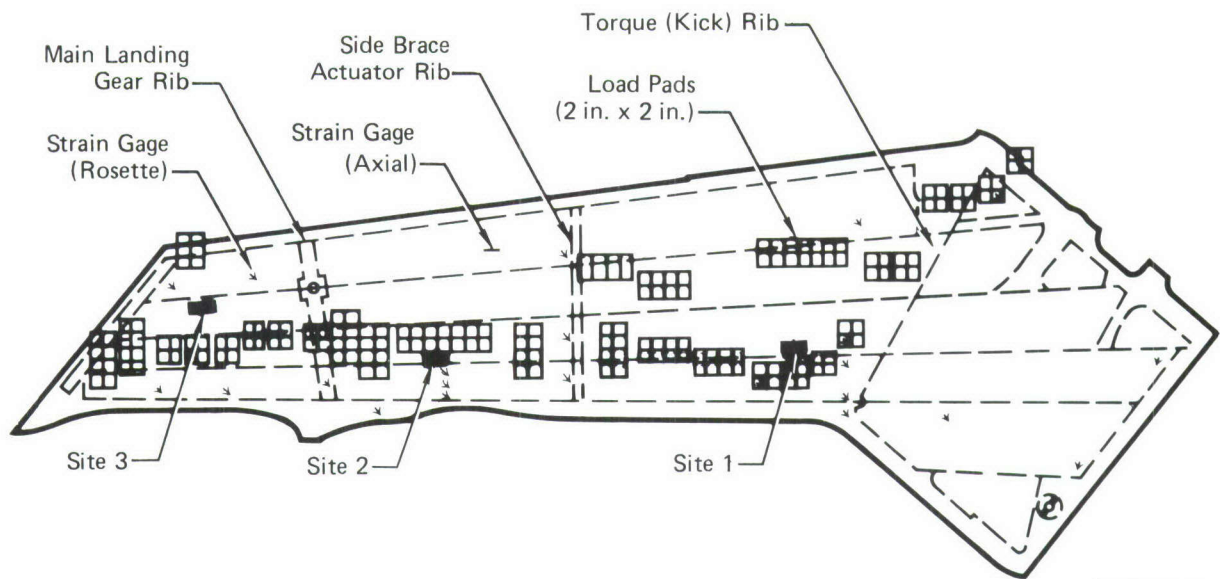 Torque (Kick) Rib
Side Brace
Actuator Rib
Main Landing
Gear Rib
Load Pads
(2 in. x 2 in.)
Strain Gage
(Axial)
Strain Gage
(Rosette)
Site 3
Site 2
Site 1